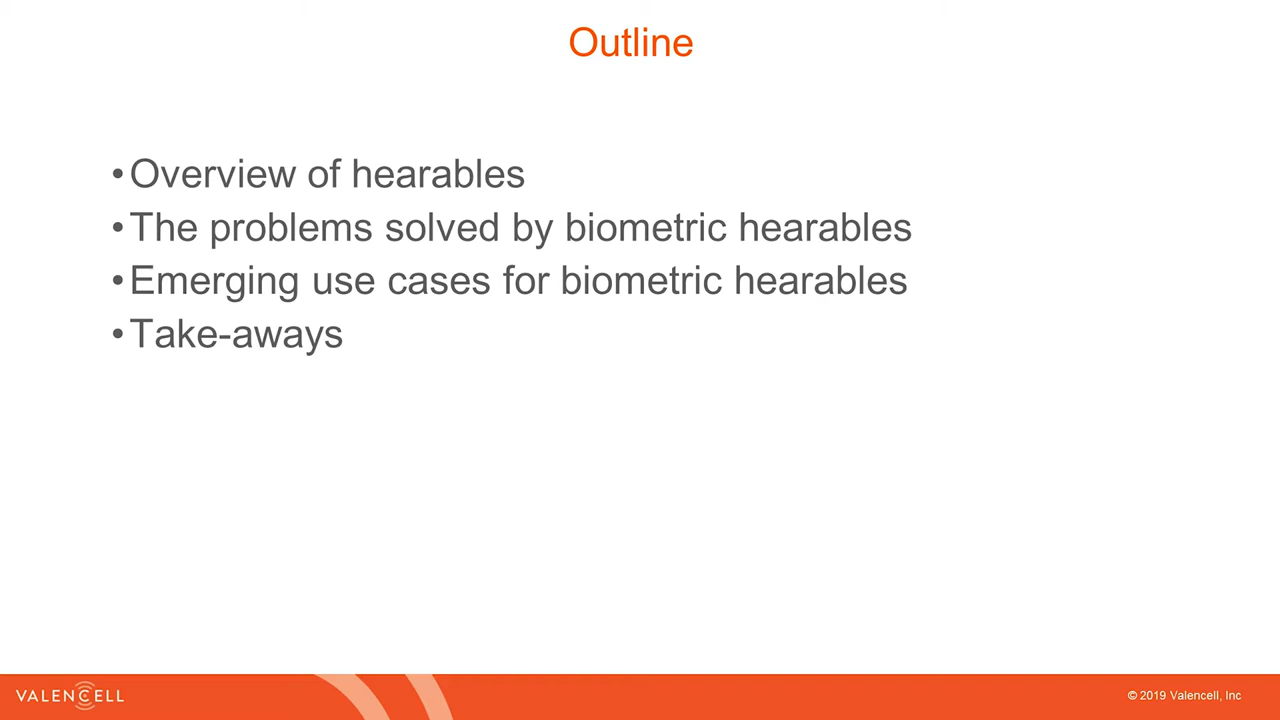 Outline
•Overview of hearables
•The problems solved by biometric hearables
•Emerging use cases for biometric hearables
•Take-aways
VALENCELL
© 2019 Valencell, Inc